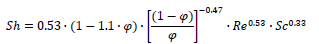 Sh = 0.53 · (1 − 1.1 · φ) · [(1 − φ) / φ]^−0.47 · Re^0.53 · Sc^0.33